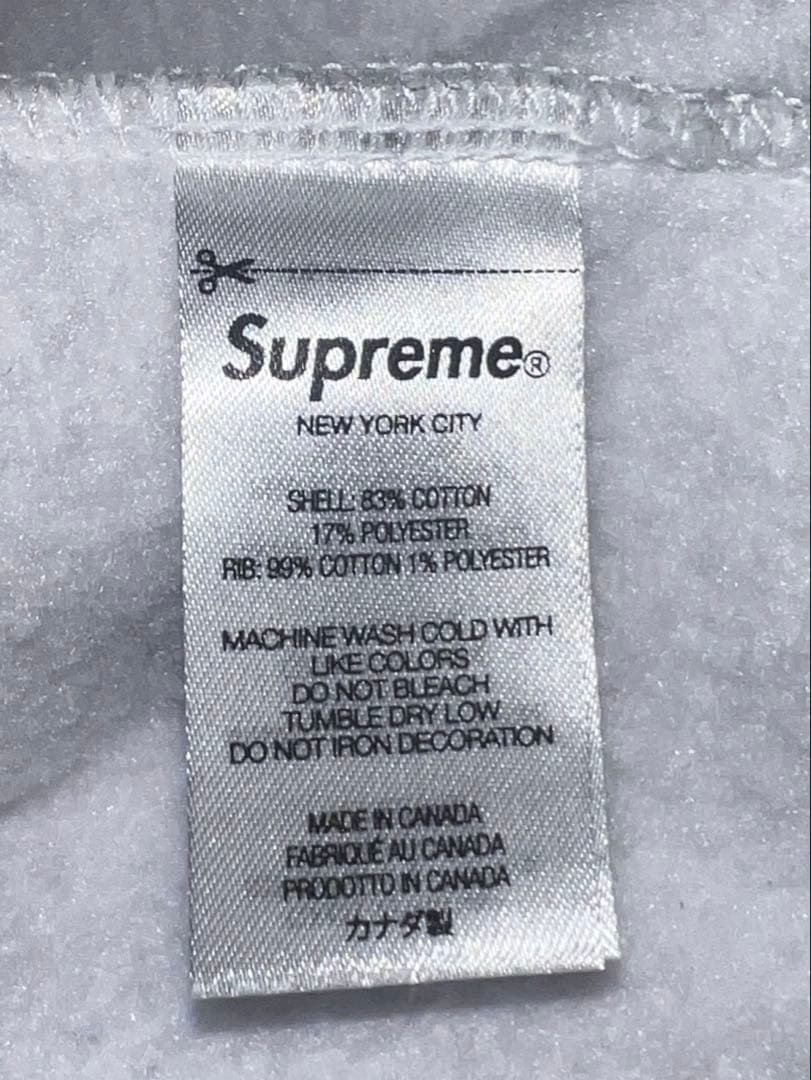 Supreme®
NEW YORK CITY
SHELL: 83% COTTON
17% POLYESTER
RIB: 99% COTTON 1% POLYESTER
MACHINE WASH COLD WITH
LIKE COLORS
DO NOT BLEACH
TUMBLE DRY LOW
DO NOT IRON DECORATION
MADE IN CANADA
FABRIQUÉ AU CANADA
PRODOTTO IN CANADA
カナダ製